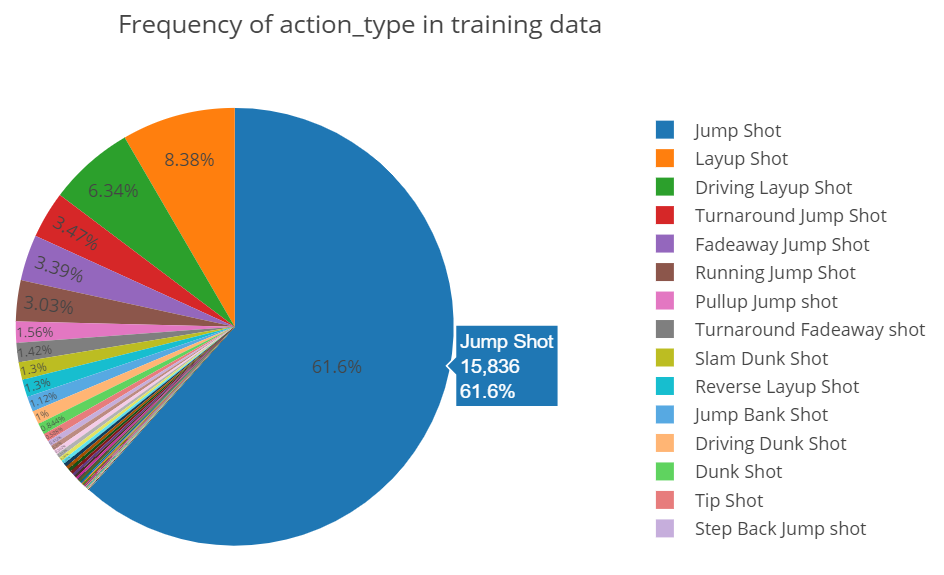 Frequency of action_type in training data
8.38%
6.34%
3.47%
3.39%
3.03%
1.56%
1.42%
1.3%
1.3%
1.12%
1%
0.844%
61.6%
Jump Shot
15,836
61.6%
Jump Shot
Layup Shot
Driving Layup Shot
Turnaround Jump Shot
Fadeaway Jump Shot
Running Jump Shot
Pullup Jump shot
Turnaround Fadeaway shot
Slam Dunk Shot
Reverse Layup Shot
Jump Bank Shot
Driving Dunk Shot
Dunk Shot
Tip Shot
Step Back Jump shot